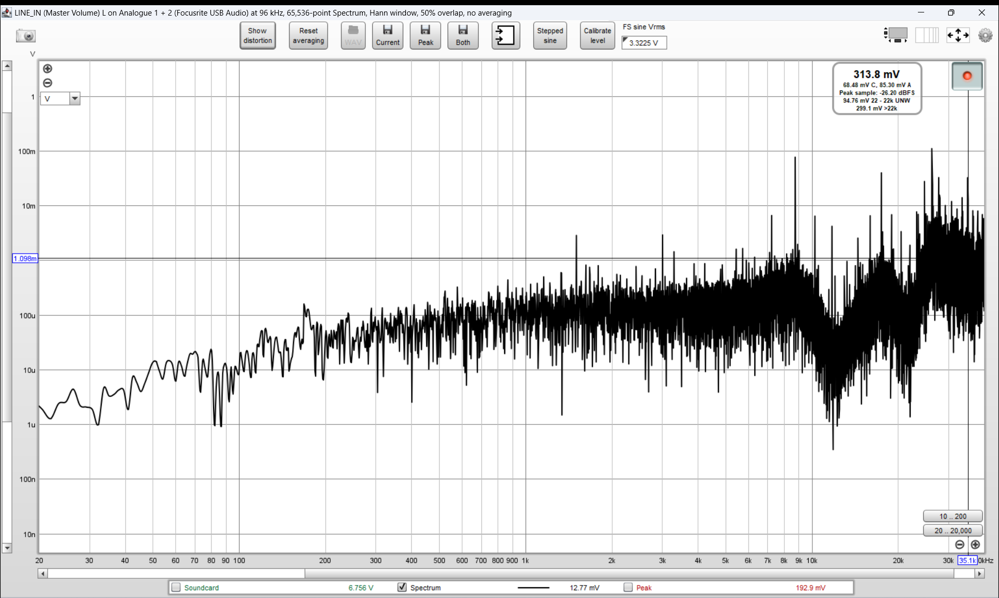 LINE_IN (Master Volume) L on Analogue 1 + 2 (Focusrite USB Audio) at 96 kHz, 65,536-point Spectrum, Hann window, 50% overlap, no averaging
Show distortion
Reset averaging
WAV
Current
Peak
Both
Stepped sine
Calibrate level
FS sine Vrms
3.3225 V
V
V
313.8 mV
68.48 mV C, 85.30 mV A
Peak sample: -26.20 dBFS
94.76 mV 22 - 22k UNW
299.1 mV >22k
1
100m
10m
1.098m
100u
10u
1u
100n
10n
10 .. 200
20 .. 20,000
20 30 40 50 60 70 80 90 100 200 300 400 500 600 700 800 900 1k 2k 3k 4k 5k 6k 7k 8k 9k 10k 20k 30k 35.1k 0kHz
Soundcard 6.756 V Spectrum 12.77 mV Peak 192.9 mV